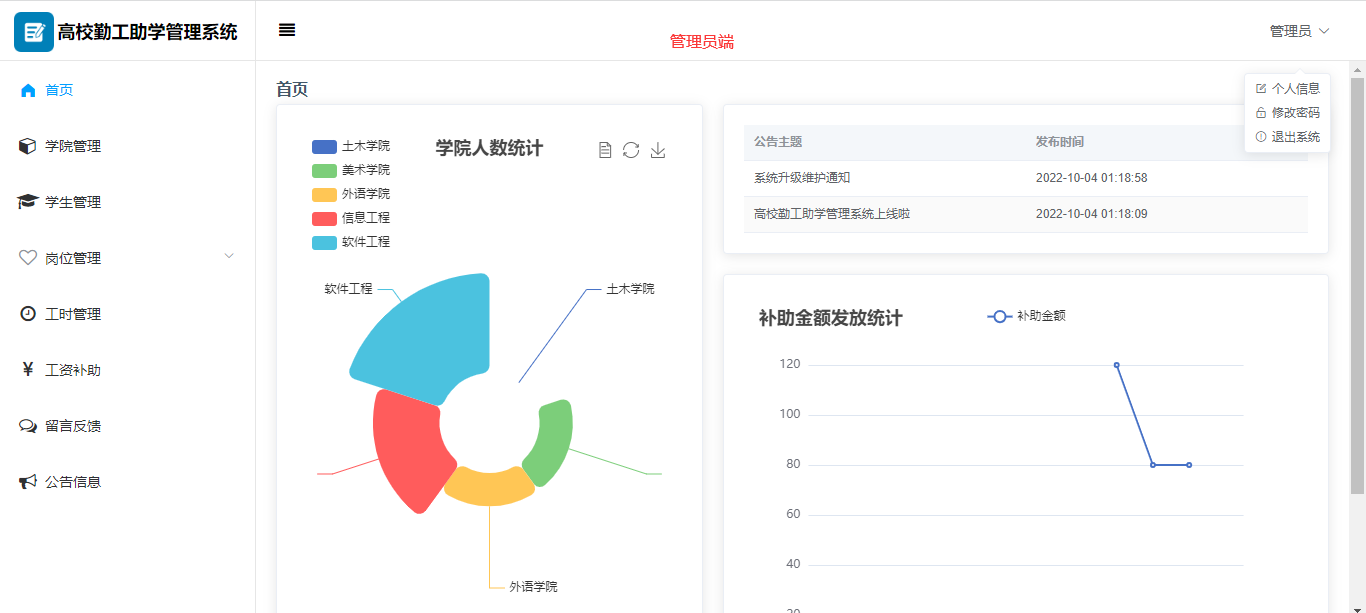 高校勤工助学管理系统
管理员端
管理员
首页
学院管理
学生管理
岗位管理
工时管理
¥ 工资补助
留言反馈
公告信息
首页
个人信息
修改密码
退出系统
学院人数统计
土木学院
美术学院
外语学院
信息工程
软件工程
软件工程
土木学院
外语学院
公告主题 发布时间
系统升级维护通知 2022-10-04 01:18:58
高校勤工助学管理系统上线啦 2022-10-04 01:18:09
补助金额发放统计
补助金额
120
100
80
60
40
20